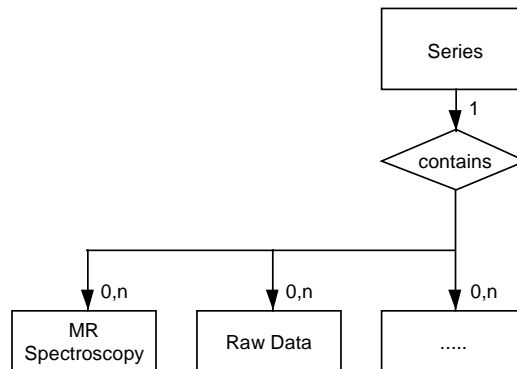 Series
1
contains
0,n
0,n
0,n
MR
Spectroscopy
Raw Data
.....